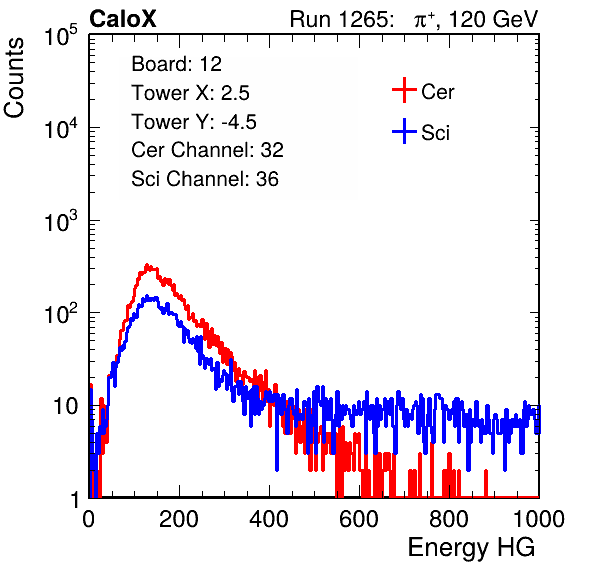 CaloX Run 1265: π⁺, 120 GeV
Board: 12
Tower X: 2.5
Tower Y: -4.5
Cer Channel: 32
Sci Channel: 36
Cer
Sci
Counts
10⁵
10⁴
10³
10²
10
1
0 200 400 600 800 1000
Energy HG